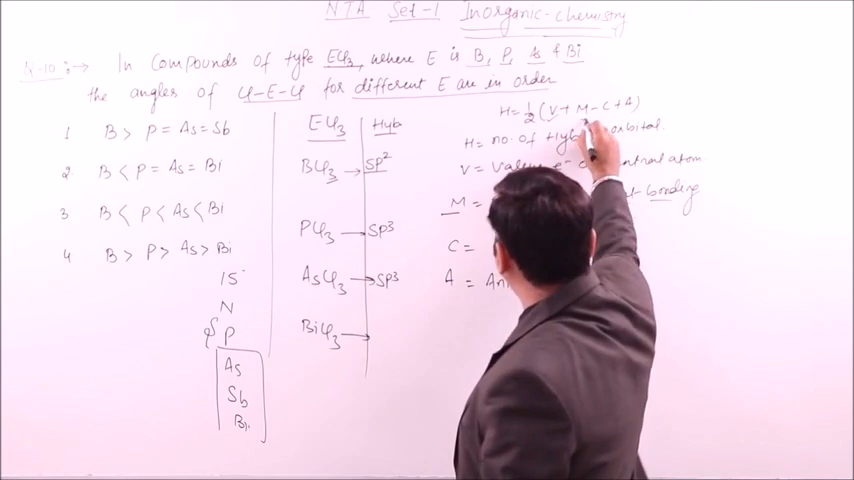 NTA Set-1 Inorganic-chemistry
Q-10 :→ In Compounds of type ECl3, where E is B, P, As & Bi
the angles of Cl-E-Cl for different E are in order
1 B > P = As = Sb
2. B < P = As = Bi
3 B < P < As < Bi
4 B > P > As > Bi
15
N
P
As
Sb
Bi
ECl3 Hyb
BCl3 → SP2
PCl3 → SP3
AsCl3 → SP3
BiCl3 →
H = 1/2 (V + M - C + A)
H = no. of Hyb orbital
V = Valence e- central atom
M = bonding
C =
A =